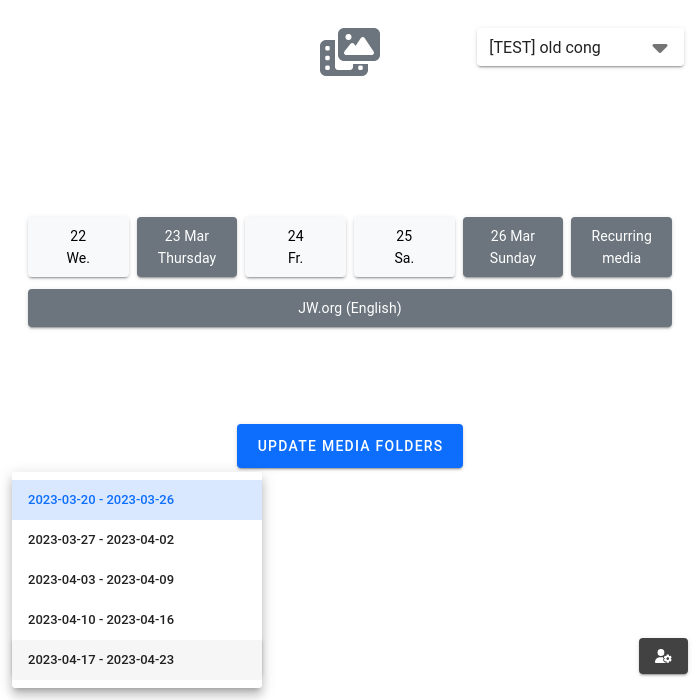 [TEST] old cong
22
We.
23 Mar
Thursday
24
Fr.
25
Sa.
26 Mar
Sunday
Recurring
media
JW.org (English)
UPDATE MEDIA FOLDERS
2023-03-20 - 2023-03-26
2023-03-27 - 2023-04-02
2023-04-03 - 2023-04-09
2023-04-10 - 2023-04-16
2023-04-17 - 2023-04-23